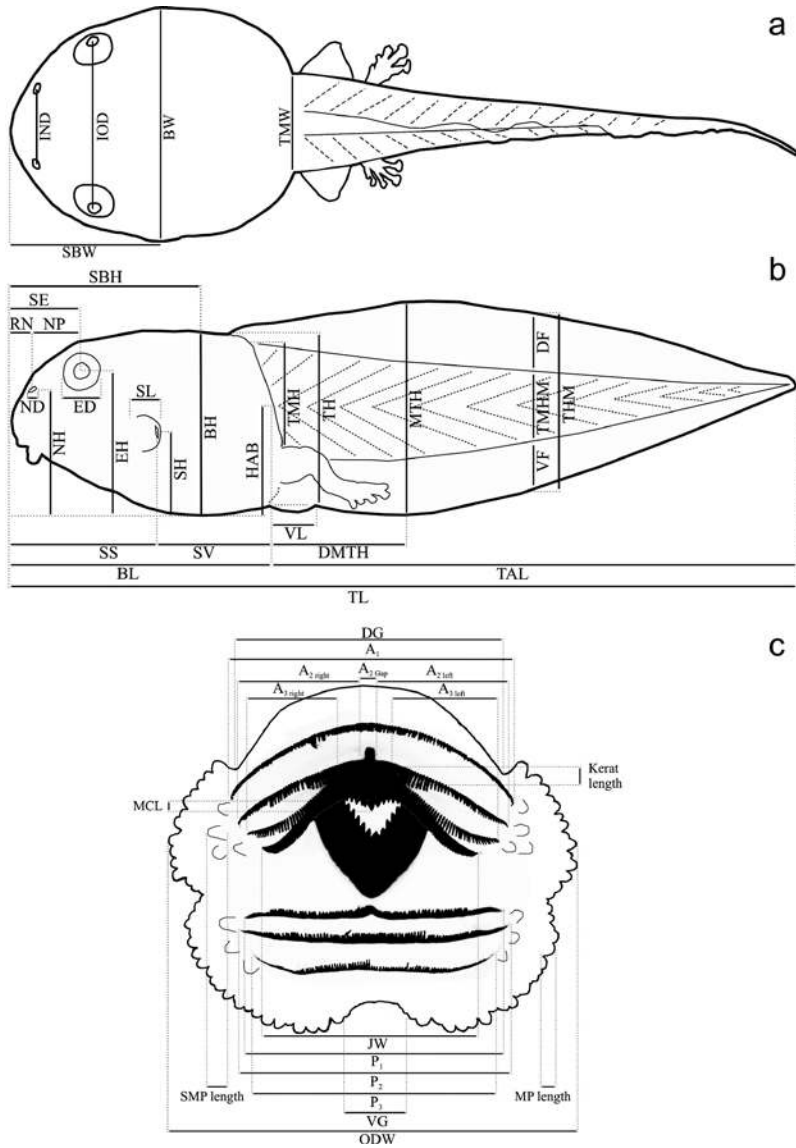 a
IND
IOD
BW
TMW
SBW
b
SBH
SE
RN NP
ND ED
SL
NH
EH
SH
BH
HAB
TMH
TH
MTH
DF
TMHM
THM
VF
VL
SS SV DMTH
BL TAL
TL
c
DG
A1
A2 right A2 Gap A2 left
A3 right A3 left
Kerat
length
MCL
JW
P1
SMP length P2 MP length
P3
VG
ODW